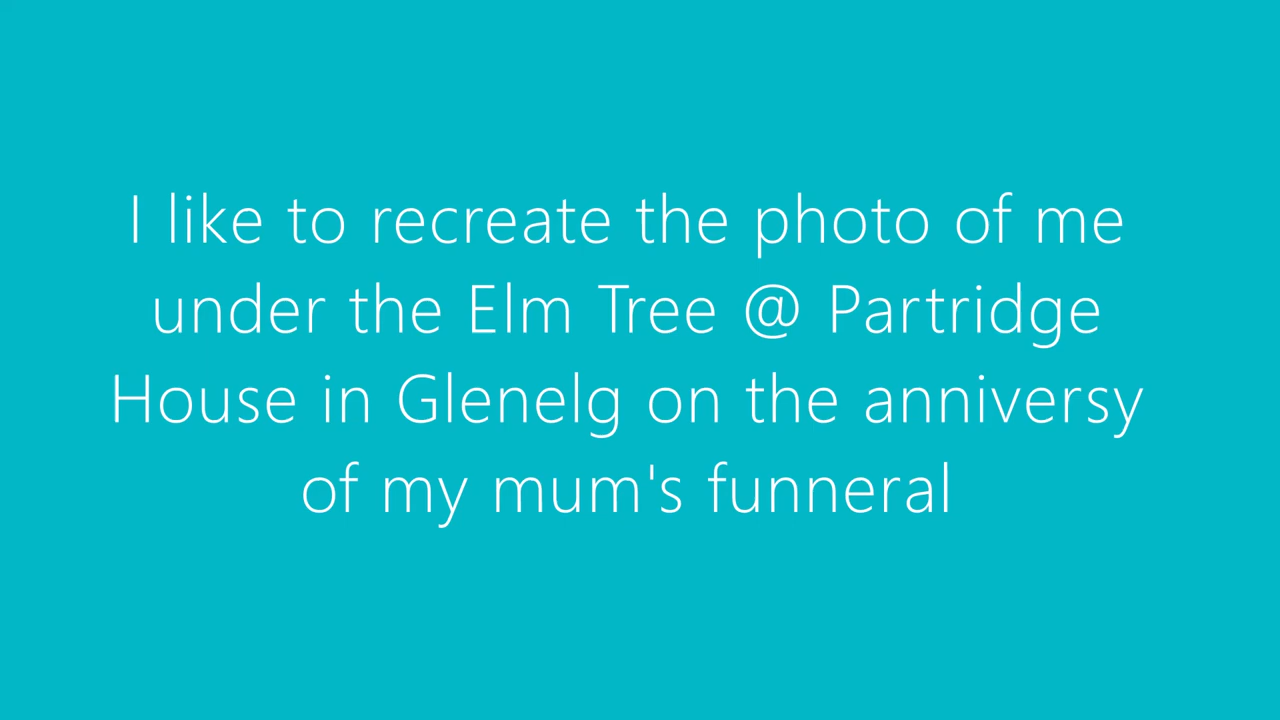 I like to recreate the photo of me
under the Elm Tree @ Partridge
House in Glenelg on the anniversy
of my mum's funneral